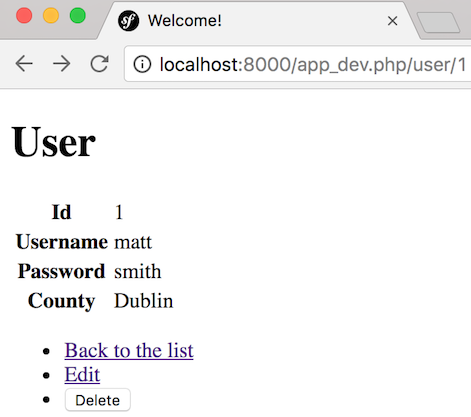 sf Welcome!
localhost:8000/app_dev.php/user/1
User
Id 1
Username matt
Password smith
County Dublin
Back to the list
Edit
Delete